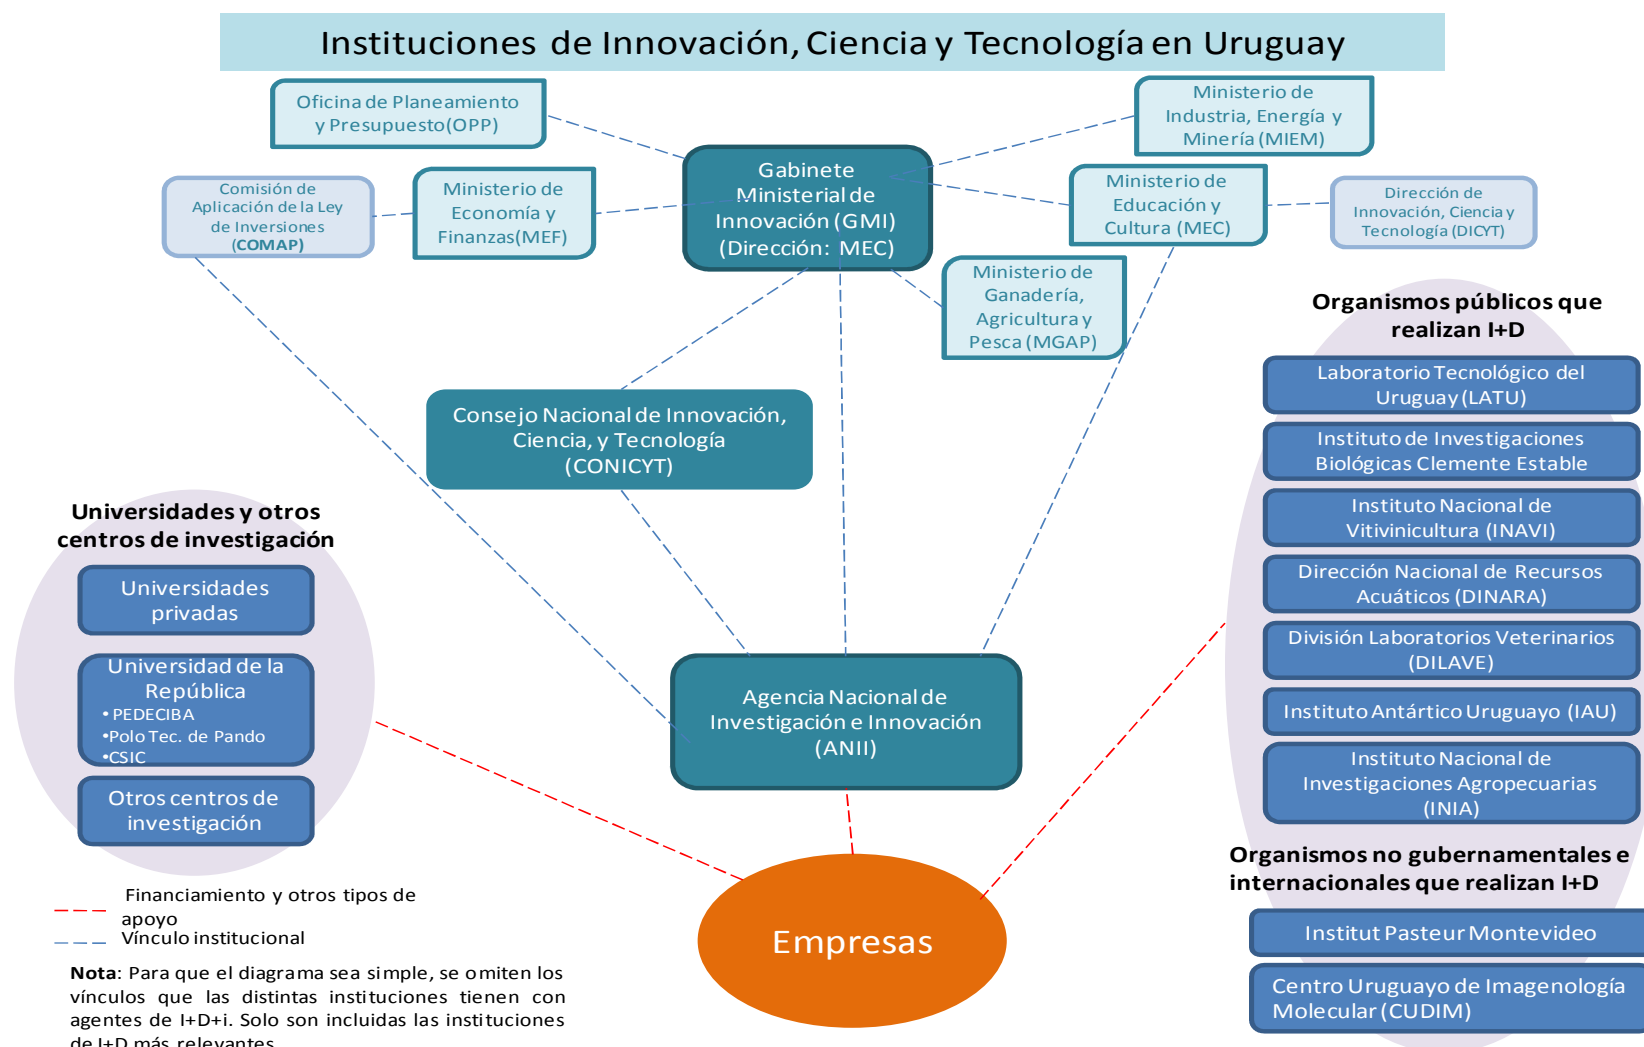 Instituciones de Innovación, Ciencia y Tecnología en Uruguay
Oficina de Planeamiento
y Presupuesto(OPP)
Ministerio de
Industria, Energía y
Minería (MIEM)
Gabinete
Ministerial de
Innovación (GMI)
(Dirección: MEC)
Comisión de
Aplicación de la Ley
de Inversiones
(COMAP)
Ministerio de
Economía y
Finanzas(MEF)
Ministerio de
Educación y
Cultura (MEC)
Dirección de
Innovación, Ciencia y
Tecnología (DICYT)
Ministerio de
Ganadería,
Agricultura y
Pesca (MGAP)
Organismos públicos que
realizan I+D
Laboratorio Tecnológico del
Uruguay (LATU)
Instituto de Investigaciones
Biológicas Clemente Estable
Instituto Nacional de
Vitivinicultura (INAVI)
Dirección Nacional de Recursos
Acuáticos (DINARA)
División Laboratorios Veterinarios
(DILAVE)
Instituto Antártico Uruguayo (IAU)
Instituto Nacional de
Investigaciones Agropecuarias
(INIA)
Consejo Nacional de Innovación,
Ciencia, y Tecnología
(CONICYT)
Universidades y otros
centros de investigación
Universidades
privadas
Universidad de la
República
• PEDECIBA
•Polo Tec. de Pando
•CSIC
Otros centros de
investigación
Agencia Nacional de
Investigación e Innovación
(ANII)
Organismos no gubernamentales e
internacionales que realizan I+D
Institut Pasteur Montevideo
Centro Uruguayo de Imagenología
Molecular (CUDIM)
Empresas
Financiamiento y otros tipos de
apoyo
Vínculo institucional
Nota: Para que el diagrama sea simple, se omiten los
vínculos que las distintas instituciones tienen con
agentes de I+D+i. Solo son incluidas las instituciones
de I+D más relevantes